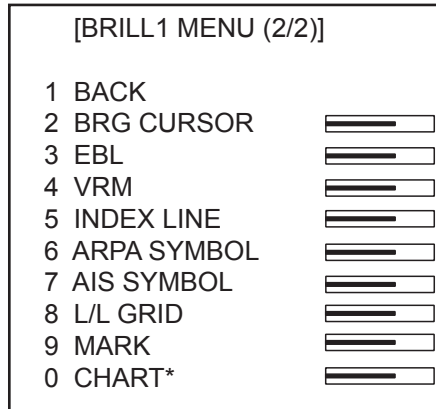 [BRILL1 MENU (2/2)]
1 BACK
2 BRG CURSOR
3 EBL
4 VRM
5 INDEX LINE
6 ARPA SYMBOL
7 AIS SYMBOL
8 L/L GRID
9 MARK
0 CHART*